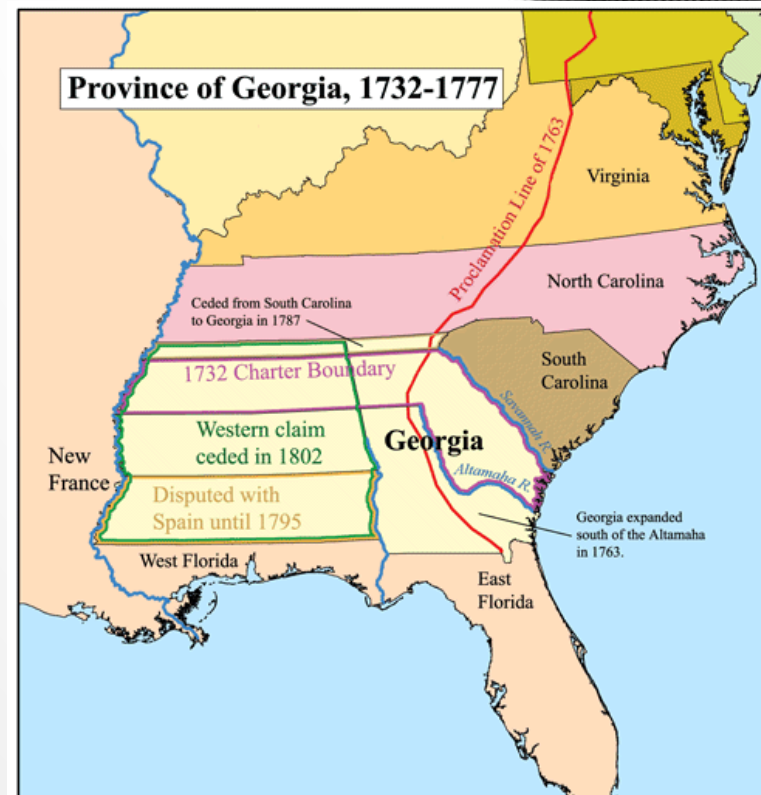 Province of Georgia, 1732-1777
Proclamation Line of 1763
Virginia
North Carolina
Ceded from South Carolina
to Georgia in 1787
South
Carolina
1732 Charter Boundary
Savannah R.
Georgia
Western claim
ceded in 1802
New
France
Altamaha R.
Disputed with
Spain until 1795
Georgia expanded
south of the Altamaha
in 1763.
West Florida
East
Florida